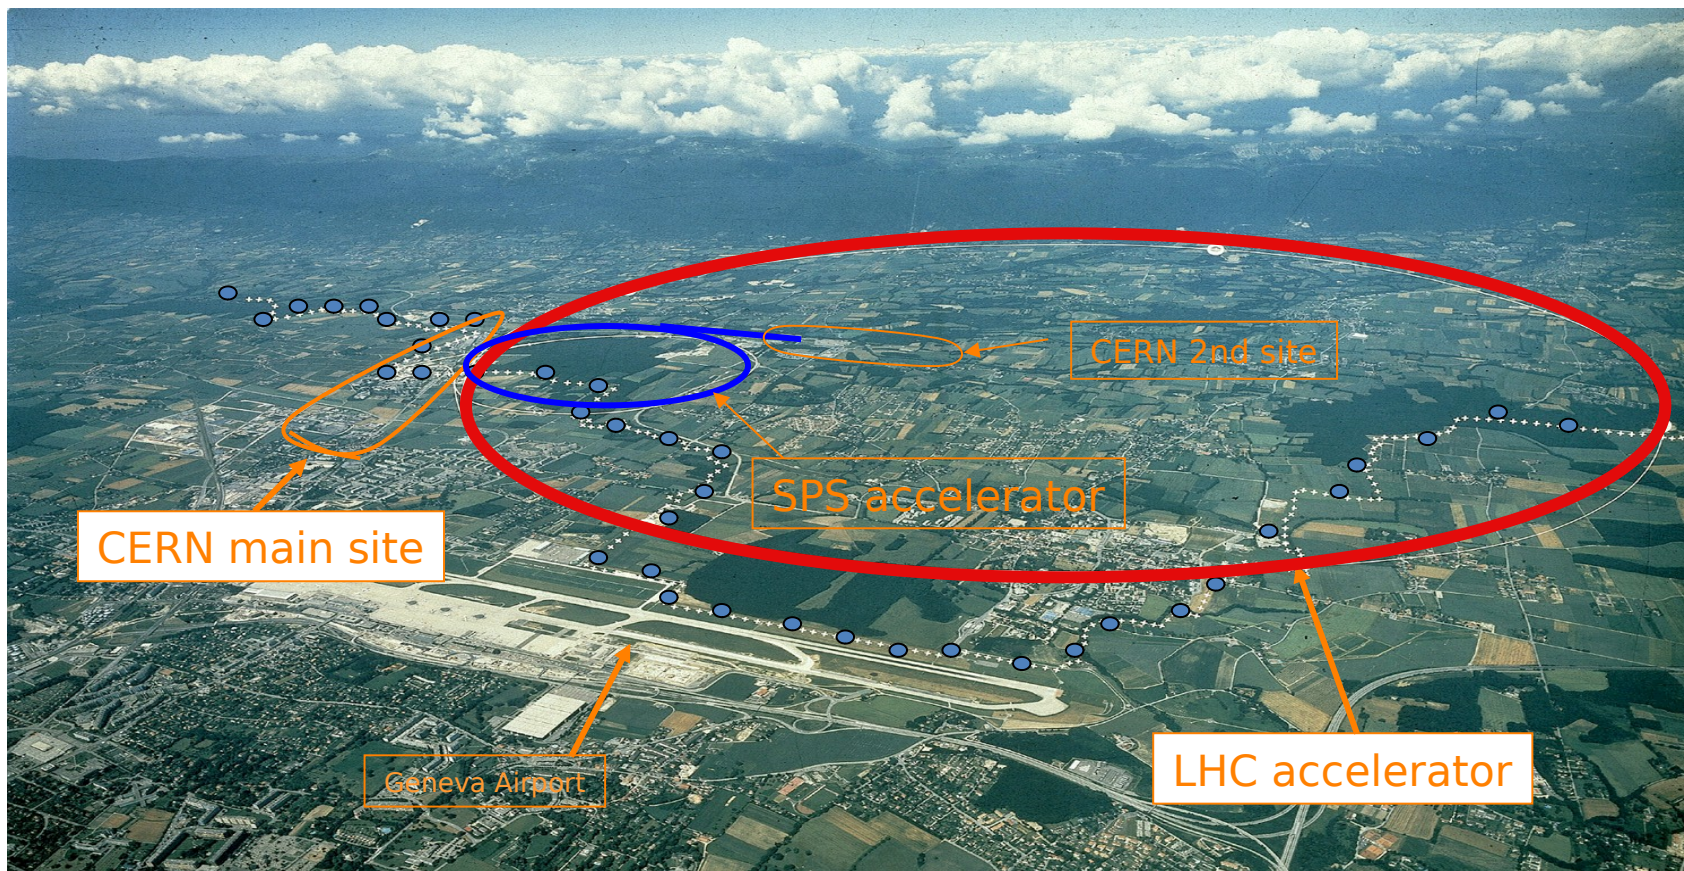 CERN 2nd site
SPS accelerator
CERN main site
LHC accelerator
Geneva Airport